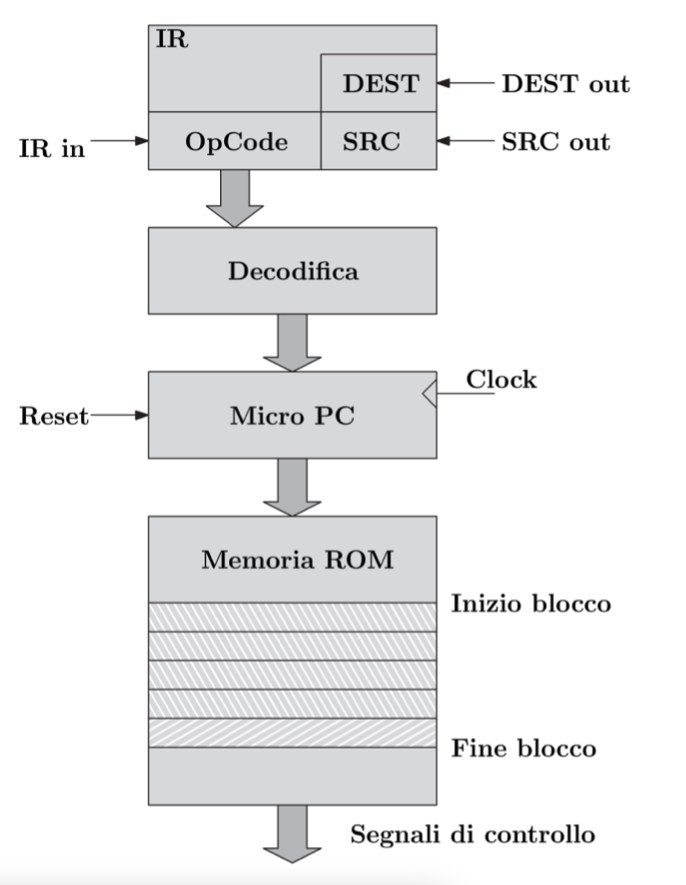 IR
DEST
DEST out
IR in
OpCode
SRC
SRC out
Decodifica
Clock
Reset
Micro PC
Memoria ROM
Inizio blocco
Fine blocco
Segnali di controllo